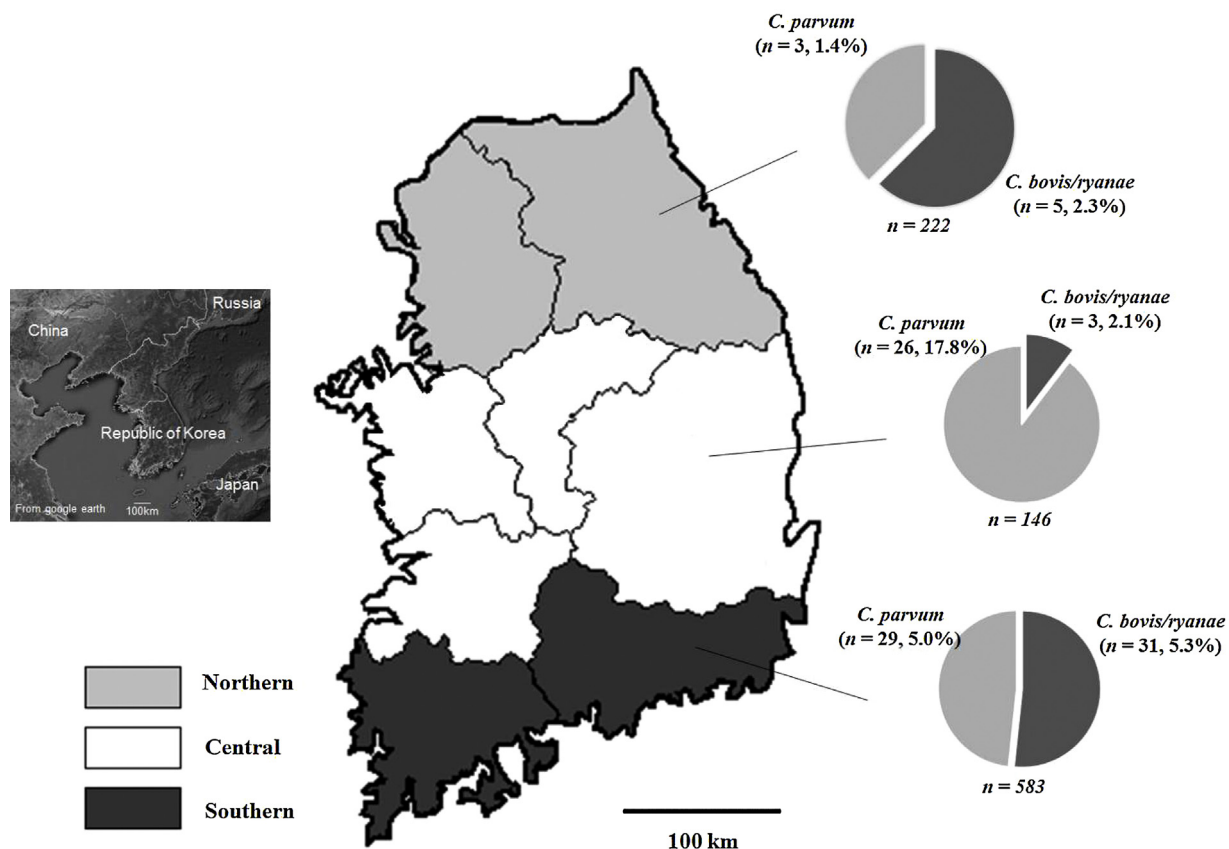 C. parvum
(n = 3, 1.4%)
C. bovis/ryanae
(n = 5, 2.3%)
n = 222
C. bovis/ryanae
(n = 3, 2.1%)
C. parvum
(n = 26, 17.8%)
n = 146
C. parvum
(n = 29, 5.0%)
C. bovis/ryanae
(n = 31, 5.3%)
n = 583
Russia
China
Republic of Korea
Japan
From google earth
100km
Northern
Central
Southern
100 km